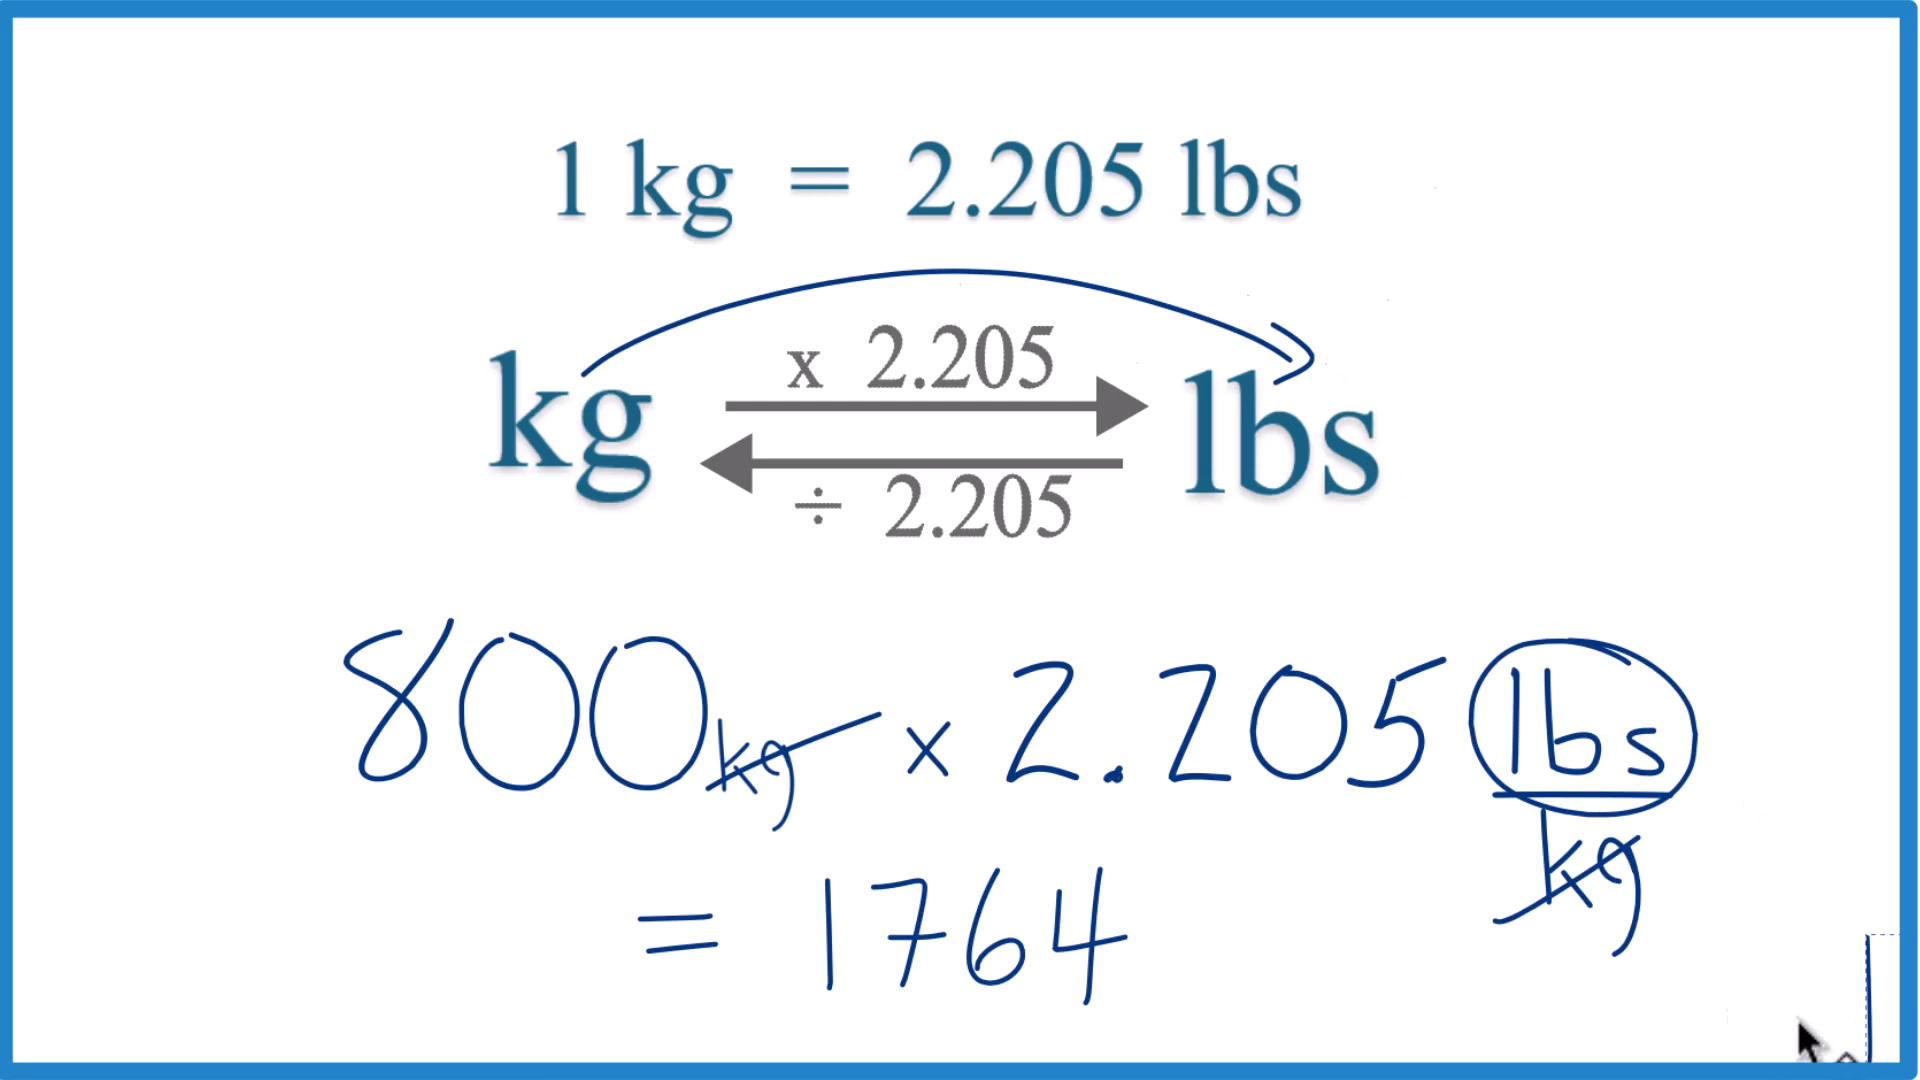 1 kg = 2.205 lbs
x 2.205
kg lbs
÷ 2.205
800 kg x 2.205 lbs
kg
= 1764